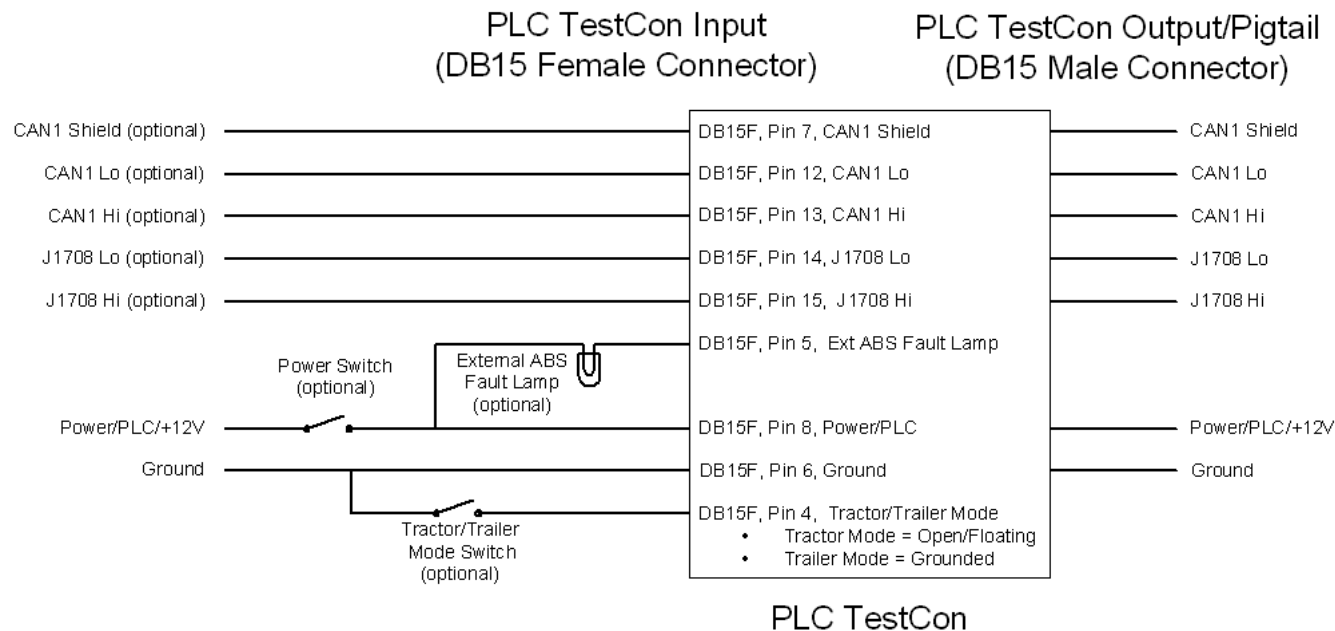 PLC TestCon Input
(DB15 Female Connector)
PLC TestCon Output/Pigtail
(DB15 Male Connector)
CAN1 Shield (optional)
DB15F, Pin 7, CAN1 Shield
CAN1 Shield
CAN1 Lo (optional)
DB15F, Pin 12, CAN1 Lo
CAN1 Lo
CAN1 Hi (optional)
DB15F, Pin 13, CAN1 Hi
CAN1 Hi
J1708 Lo (optional)
DB15F, Pin 14, J1708 Lo
J1708 Lo
J1708 Hi (optional)
DB15F, Pin 15, J1708 Hi
J1708 Hi
DB15F, Pin 5, Ext ABS Fault Lamp
Power Switch
(optional)
External ABS
Fault Lamp
(optional)
Power/PLC/+12V
DB15F, Pin 8, Power/PLC
Power/PLC/+12V
Ground
DB15F, Pin 6, Ground
Ground
DB15F, Pin 4, Tractor/Trailer Mode
• Tractor Mode = Open/Floating
• Trailer Mode = Grounded
Tractor/Trailer
Mode Switch
(optional)
PLC TestCon